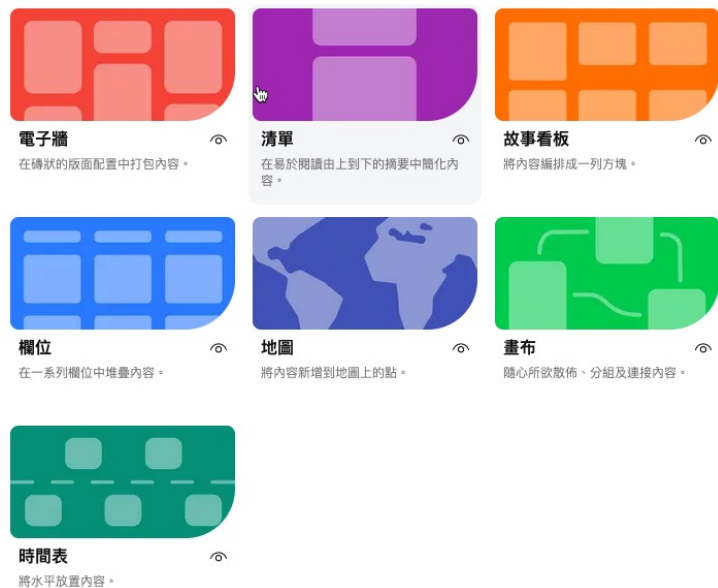 電子牆
在磚狀的版面配置中打包內容。
清單
在易於閱讀由上到下的摘要中簡化內
容。
故事看板
將內容編排成一列方塊。
欄位
在一系列欄位中堆疊內容。
地圖
將內容新增到地圖上的點。
畫布
隨心所欲散佈、分組及連接內容。
時間表
將水平放置內容。